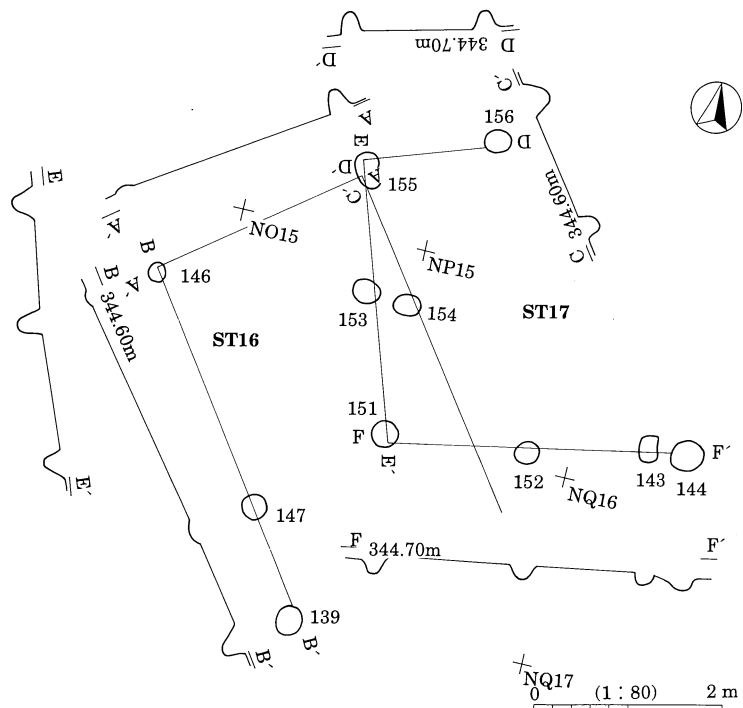 D´ 344.70m D
C´
A
E
156
D´ A D
155
C´
E
A´
NO15
344.60m
C
B
NP15
B A´ 146
344.60m
153 154
ST17
ST16
151
F
E´
F´
152 143 144
E´
NQ16
147
F 344.70m F´
139
B´ B´
NQ17
0 (1:80) 2 m